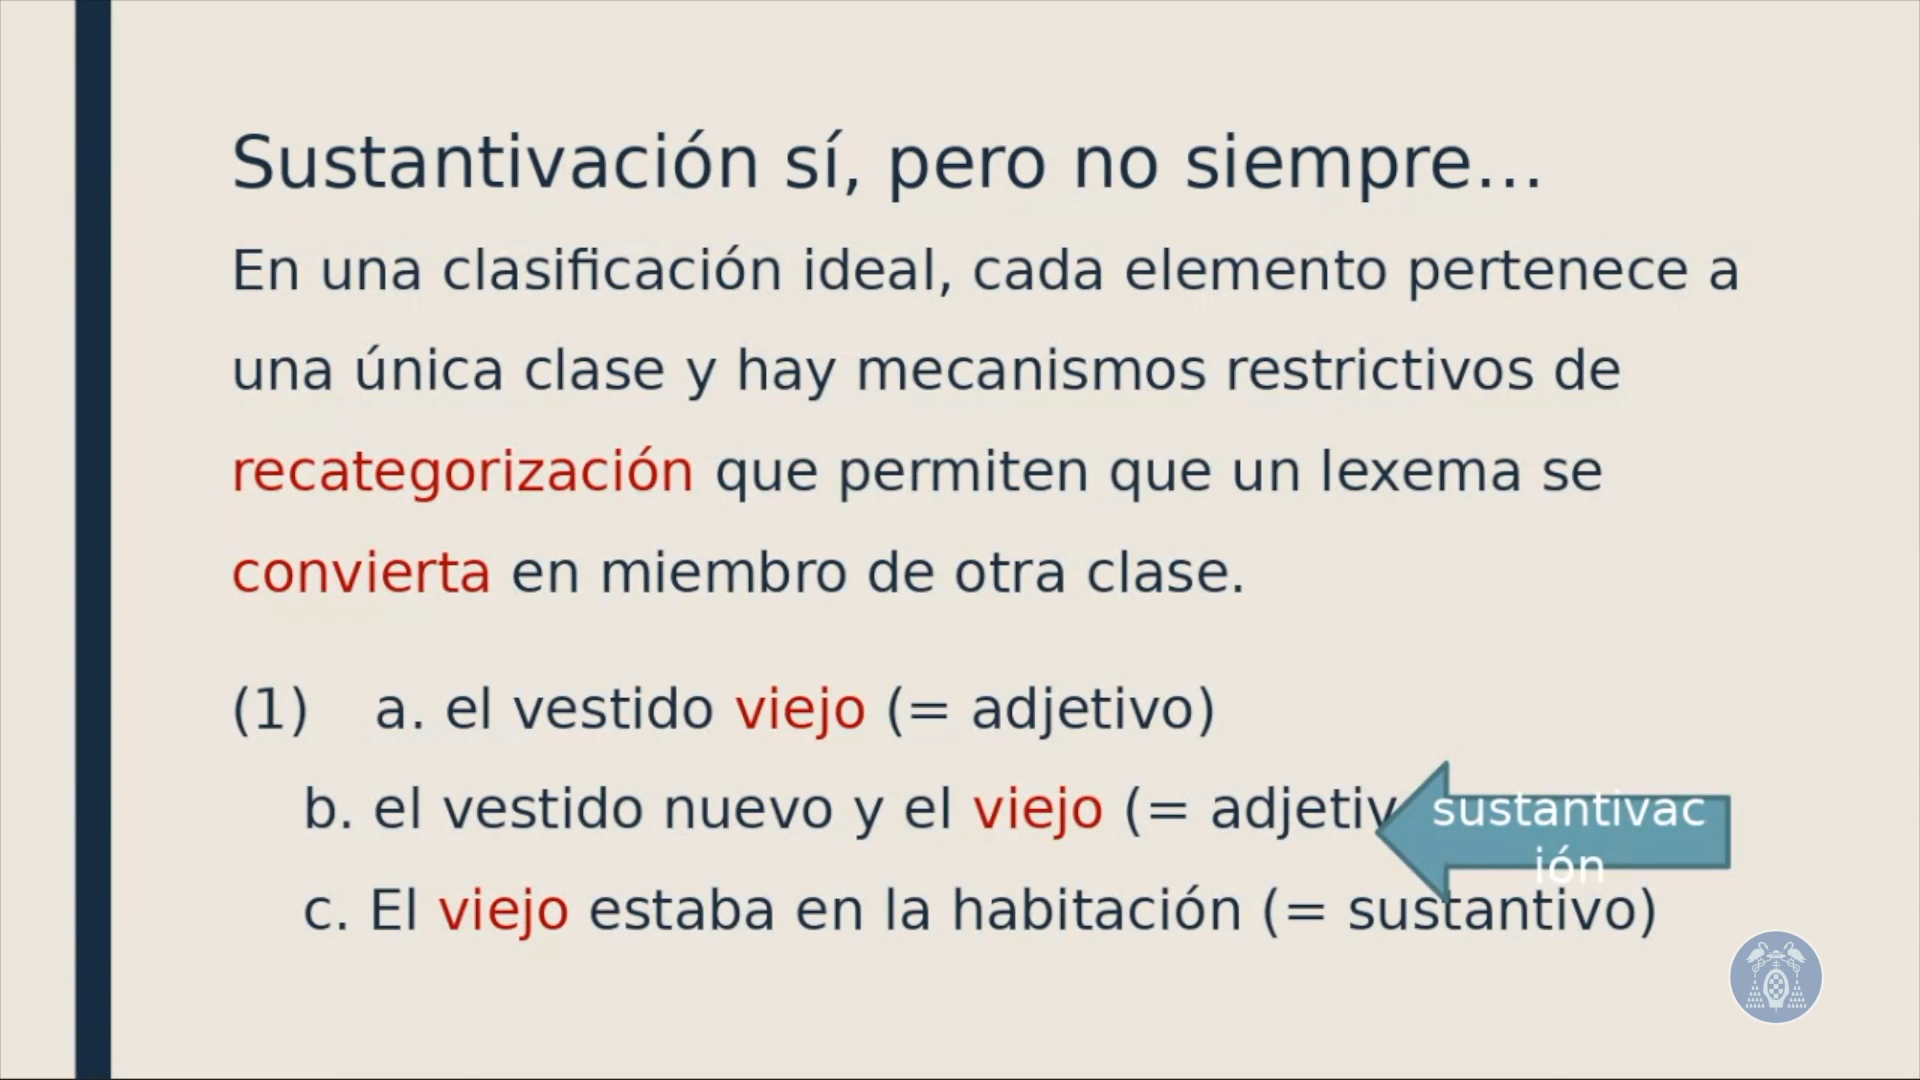 Sustantivación sí, pero no siempre...
En una clasificación ideal, cada elemento pertenece a
una única clase y hay mecanismos restrictivos de
recategorización que permiten que un lexema se
convierta en miembro de otra clase.
(1) a. el vestido viejo (= adjetivo)
b. el vestido nuevo y el viejo (= adjetiv
sustantivac
ión
c. El viejo estaba en la habitación (= sustantivo)